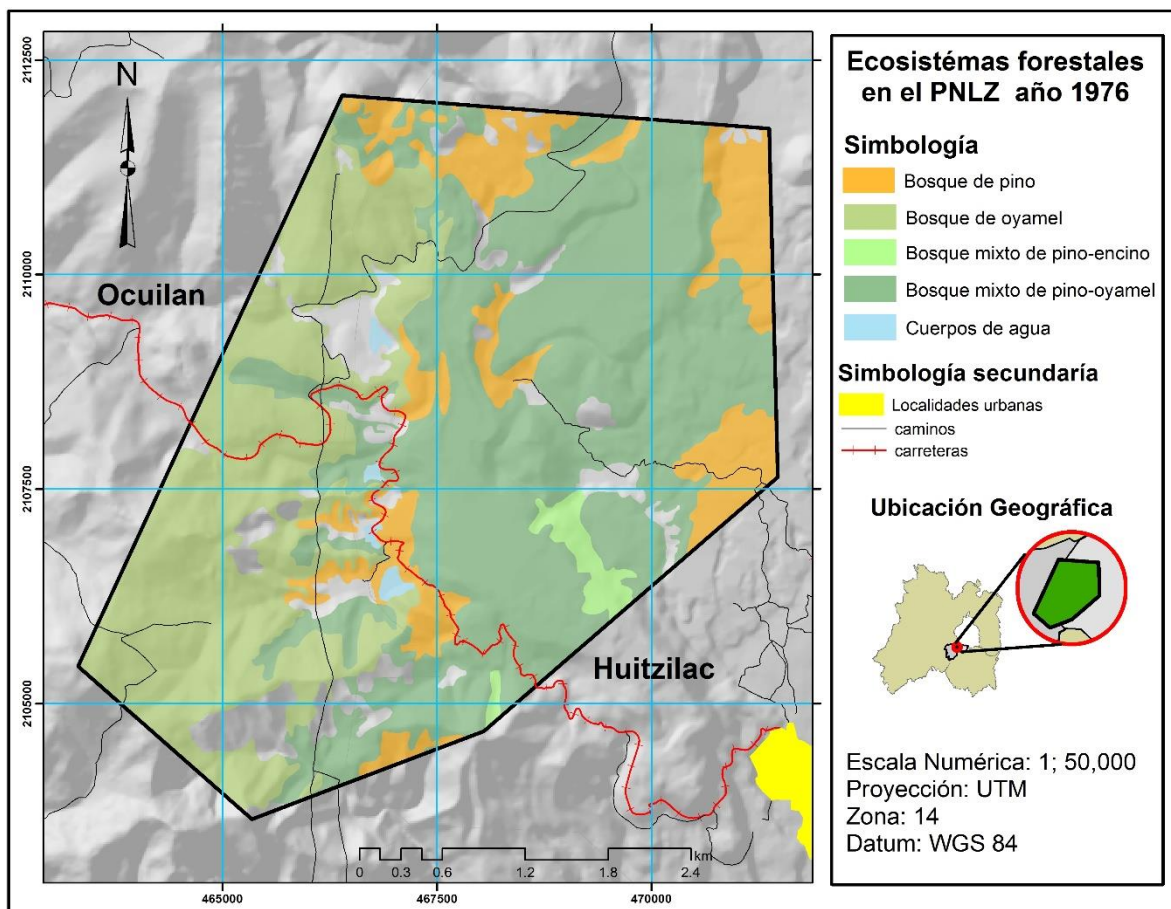 2112500
2110000
2107500
2105000
N
Ocuilan
Huitzilac
0 0.3 0.6 1.2 1.8 2.4
km
465000 467500 470000
Ecosistémas forestales
en el PNLZ año 1976
Simbología
Bosque de pino
Bosque de oyamel
Bosque mixto de pino-encino
Bosque mixto de pino-oyamel
Cuerpos de agua
Simbología secundaría
Localidades urbanas
caminos
carreteras
Ubicación Geográfica
Escala Numérica: 1; 50,000
Proyección: UTM
Zona: 14
Datum: WGS 84